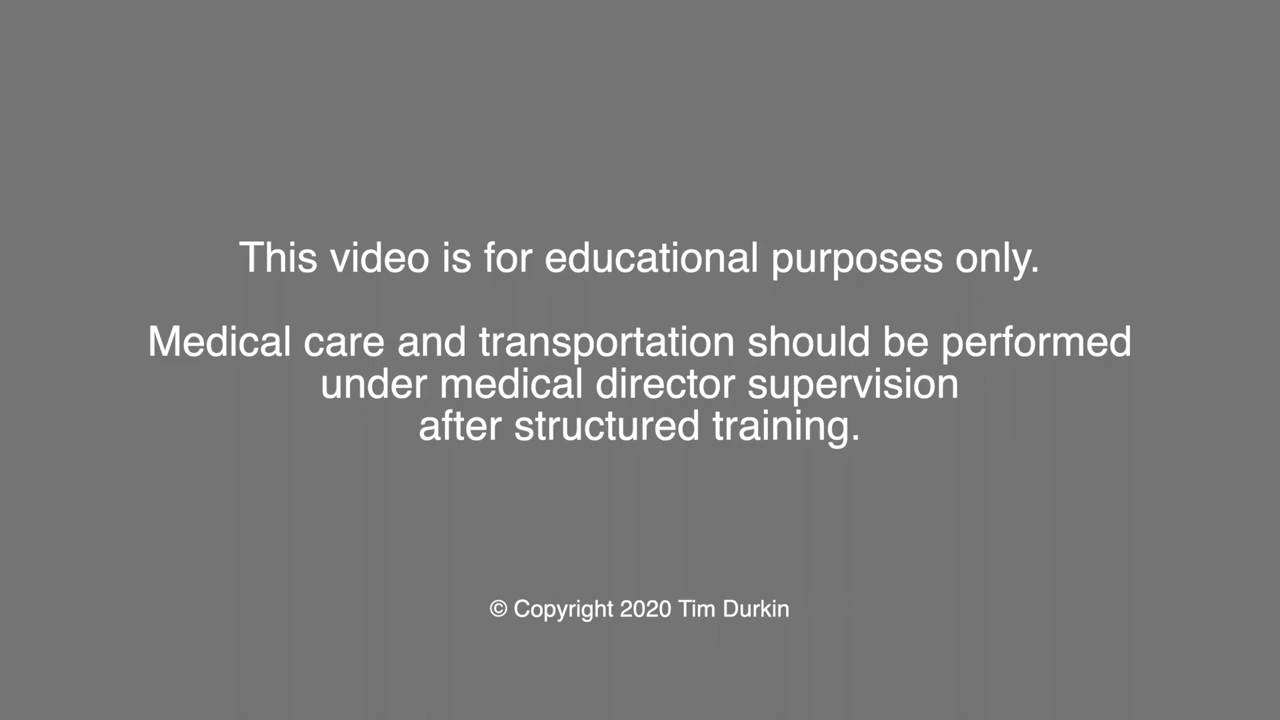 This video is for educational purposes only.
Medical care and transportation should be performed
under medical director supervision
after structured training.
© Copyright 2020 Tim Durkin